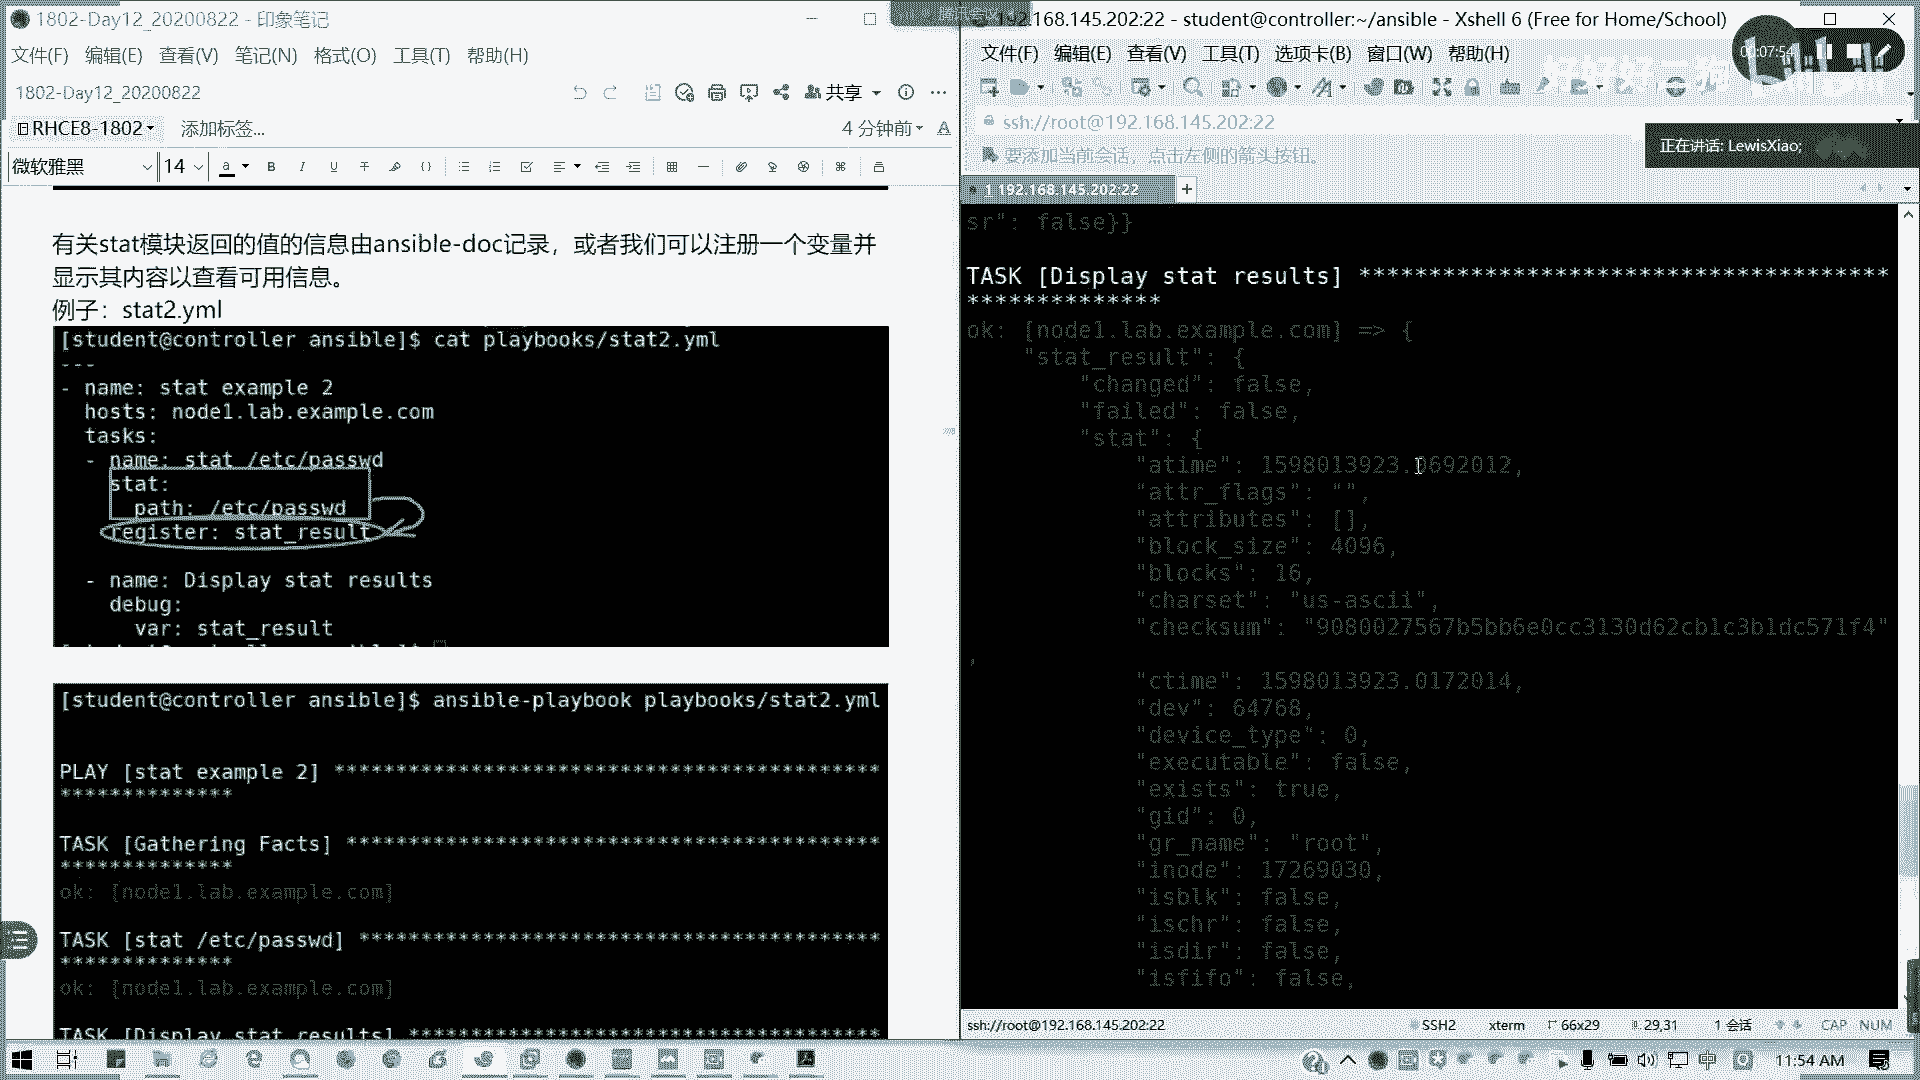 1802-Day12_20200822 - 印象笔记
文件(F) 编辑(E) 查看(V) 笔记(N) 格式(O) 工具(T) 帮助(H)
1802-Day12_20200822
共享
RHCE8-1802
添加标签...
4 分钟前
微软雅黑 14
有关stat模块返回的值的信息由ansible-doc记录，或者我们可以注册一个变量并
显示其内容以查看可用信息。
例子：stat2.yml
[student@controller ansible]$ cat playbooks/stat2.yml
---
- name: stat example 2
hosts: node1.lab.example.com
tasks:
- name: stat /etc/passwd
stat:
path: /etc/passwd
register: stat_result
- name: Display stat results
debug:
var: stat_result
[student@controller ansible]$ ansible-playbook playbooks/stat2.yml
PLAY [stat example 2] ********************************************
**************
TASK [Gathering Facts] *******************************************
**************
ok: [node1.lab.example.com]
TASK [stat /etc/passwd] ******************************************
**************
ok: [node1.lab.example.com]
TASK [Display stat results] **************************************
192.168.145.202:22 - student@controller:~/ansible - Xshell 6 (Free for Home/School)
文件(F) 编辑(E) 查看(V) 工具(T) 选项卡(B) 窗口(W) 帮助(H)
00:07:54
ssh://root@192.168.145.202:22
要添加当前会话，点击左侧的箭头按钮。
正在讲话: LewisXiao;
1 192.168.145.202:22
sr": false}}
TASK [Display stat results] **************************************
**************
ok: [node1.lab.example.com] => {
"stat_result": {
"changed": false,
"failed": false,
"stat": {
"atime": 1598013923.0692012,
"attr_flags": "",
"attributes": [],
"block_size": 4096,
"blocks": 16,
"charset": "us-ascii",
"checksum": "9080027567b5bb6e0cc3130d62cb1c3b1dc571f4"
,
"ctime": 1598013923.0172014,
"dev": 64768,
"device_type": 0,
"executable": false,
"exists": true,
"gid": 0,
"gr_name": "root",
"inode": 17269030,
"isblk": false,
"ischr": false,
"isdir": false,
"isfifo": false,
ssh://root@192.168.145.202:22
SSH2 xterm 66x29 29,31 1 会话 CAP NUM
中
11:54 AM